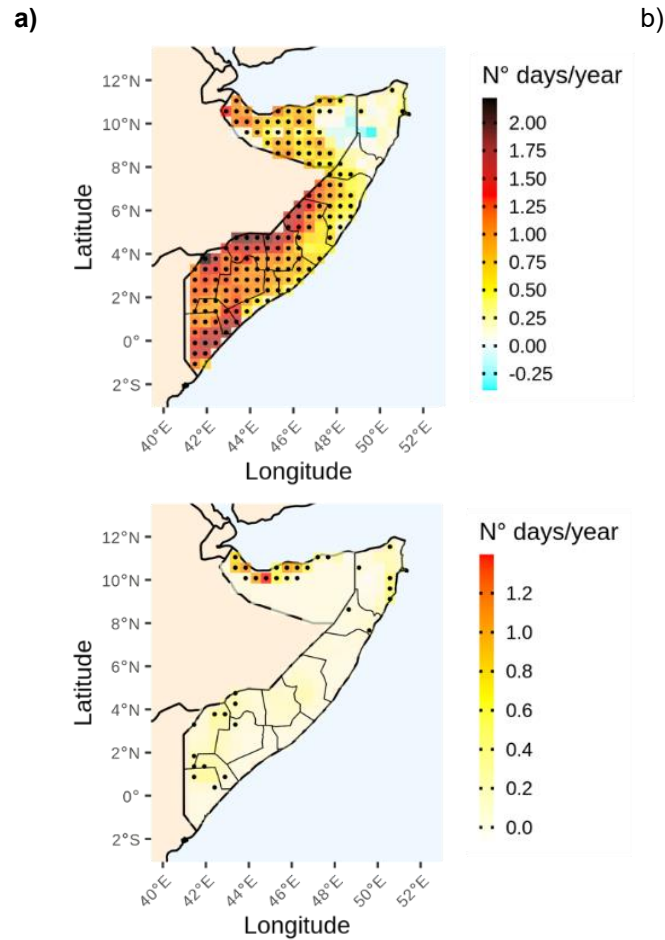 a)
b)
12°N
10°N
8°N
6°N
4°N
2°N
0°
2°S
Latitude
40°E
42°E
44°E
46°E
48°E
50°E
52°E
Longitude
N° days/year
2.00
1.75
1.50
1.25
1.00
0.75
0.50
0.25
0.00
-0.25
12°N
10°N
8°N
6°N
4°N
2°N
0°
2°S
Latitude
40°E
42°E
44°E
46°E
48°E
50°E
52°E
Longitude
N° days/year
1.2
1.0
0.8
0.6
0.4
0.2
0.0